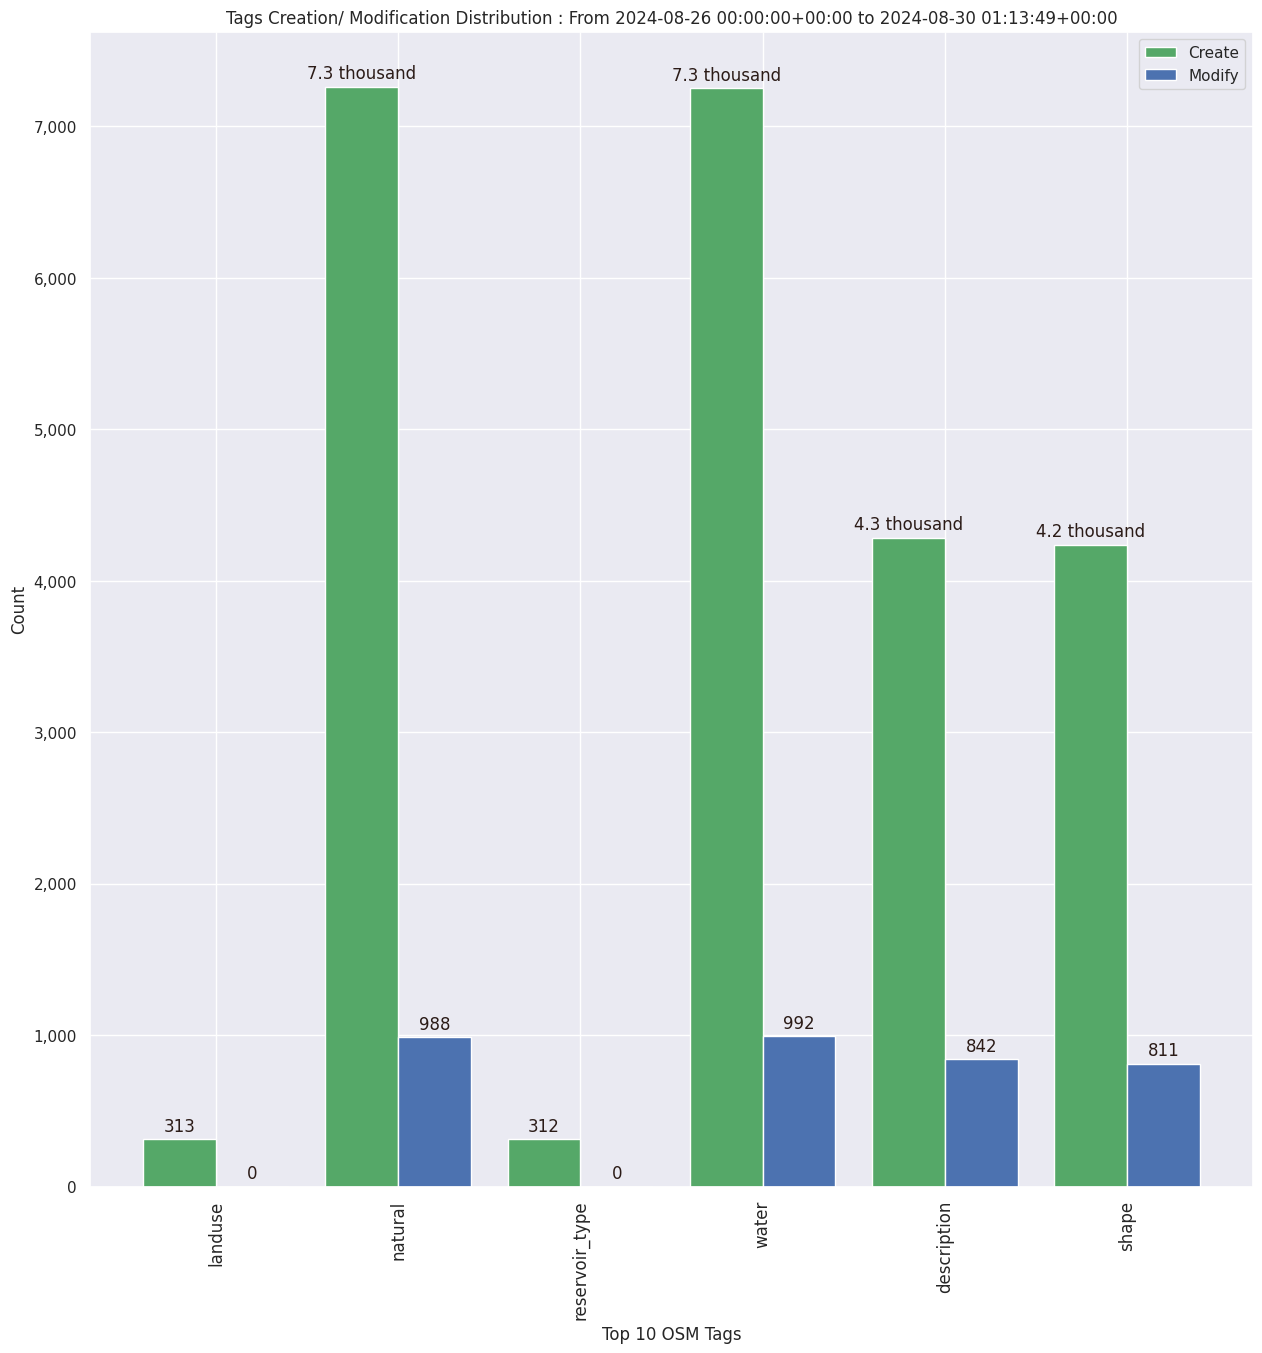 Tags Creation/ Modification Distribution : From 2024-08-26 00:00:00+00:00 to 2024-08-30 01:13:49+00:00
Create
Modify
7.3 thousand
7.3 thousand
4.3 thousand
4.2 thousand
988
992
842
811
313
0
312
0
7,000
6,000
5,000
4,000
3,000
2,000
1,000
0
Count
landuse
natural
reservoir_type
water
description
shape
Top 10 OSM Tags